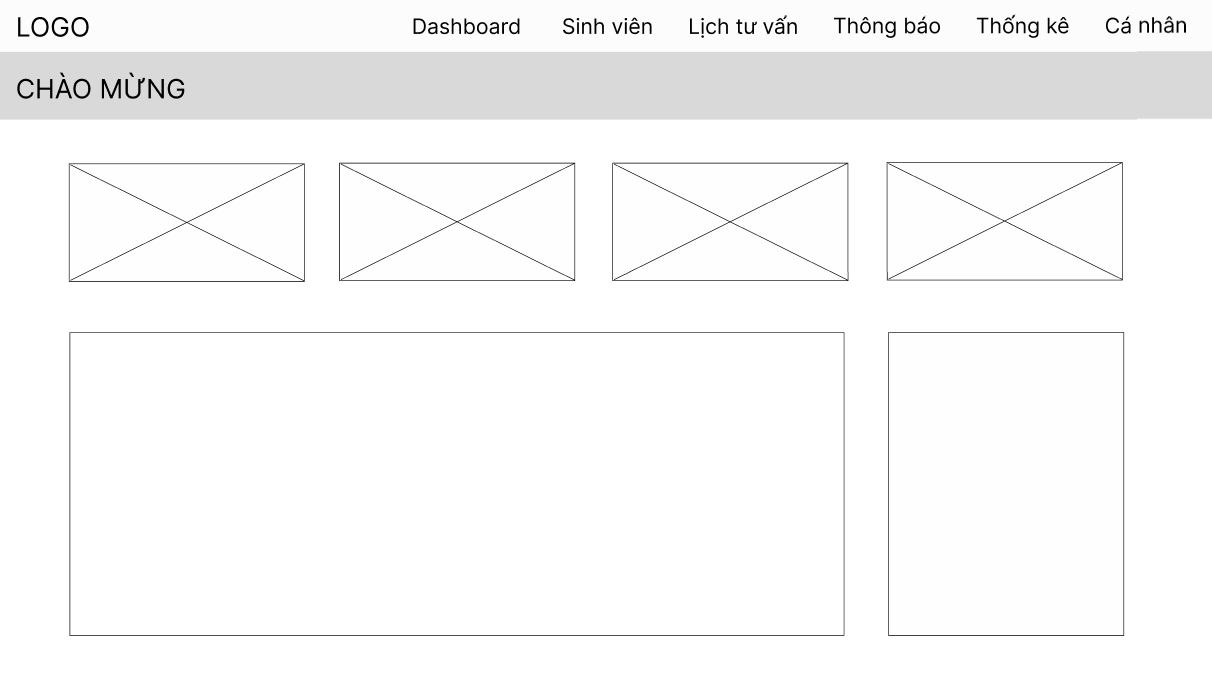 LOGO Dashboard Sinh viên Lịch tư vấn Thông báo Thống kê Cá nhân
CHÀO MỪNG